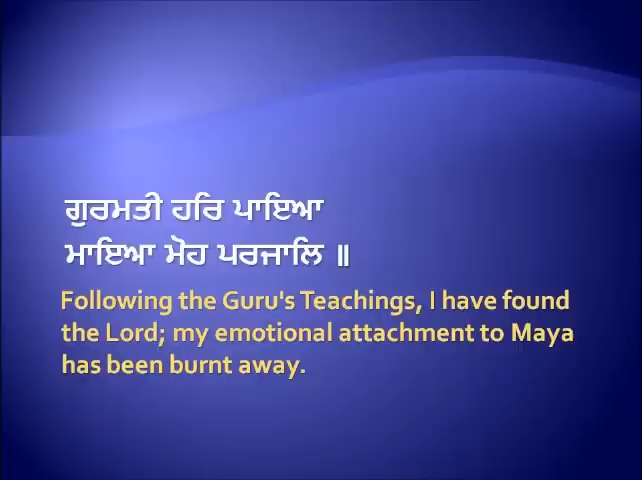 ਗੁਰਮਤੀ ਹਰਿ ਪਾਇਆ
ਮਾਇਆ ਮੋਹ ਪਰਜਾਲਿ ॥
Following the Guru's Teachings, I have found
the Lord; my emotional attachment to Maya
has been burnt away.